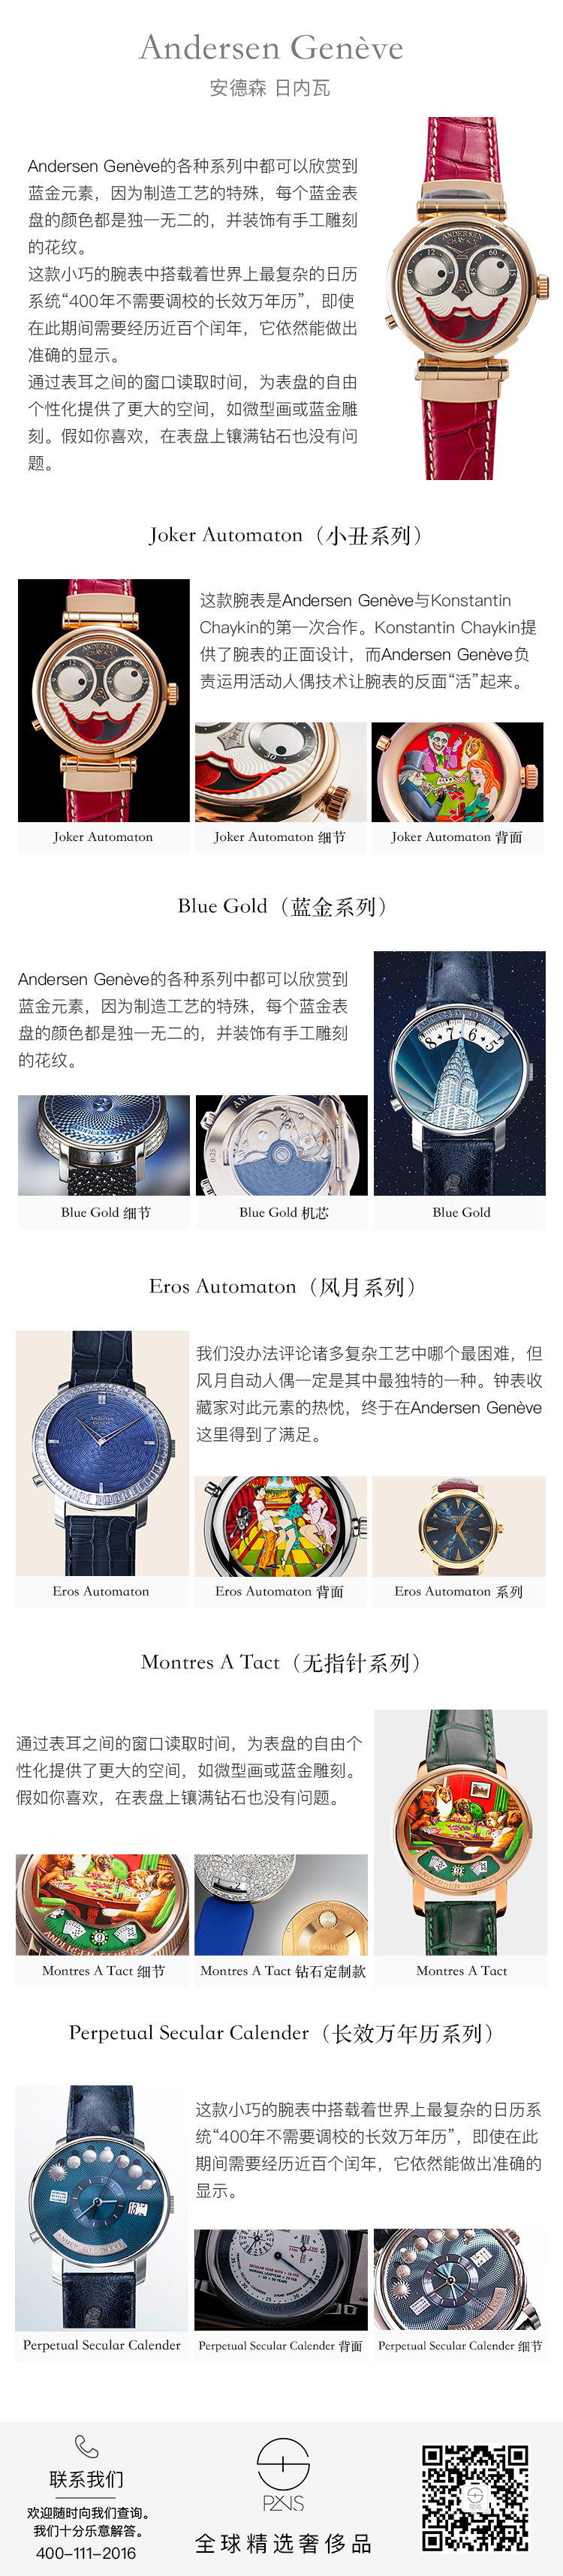 Andersen Genève
安德森 日内瓦
Andersen Genève的各种系列中都可以欣赏到
蓝金元素，因为制造工艺的特殊，每个蓝金表
盘的颜色都是独一无二的，并装饰有手工雕刻
的花纹。
这款小巧的腕表中搭载着世界上最复杂的日历
系统“400年不需要调校的长效万年历”，即使
在此期间需要经历近百个闰年，它依然能做出
准确的显示。
通过表耳之间的窗口读取时间，为表盘的自由
个性化提供了更大的空间，如微型画或蓝金雕
刻。假如你喜欢，在表盘上镶满钻石也没有问
题。
Joker Automaton（小丑系列）
这款腕表是Andersen Genève与Konstantin
Chaykin的第一次合作。Konstantin Chaykin提
供了腕表的正面设计，而Andersen Genève负
责运用活动人偶技术让腕表的反面“活”起来。
Joker Automaton
Joker Automaton 细节
Joker Automaton 背面
Blue Gold（蓝金系列）
Andersen Genève的各种系列中都可以欣赏到
蓝金元素，因为制造工艺的特殊，每个蓝金表
盘的颜色都是独一无二的，并装饰有手工雕刻
的花纹。
8 7 6 5
Blue Gold 细节
Blue Gold 机芯
Blue Gold
Eros Automaton（风月系列）
我们没办法评论诸多复杂工艺中哪个最困难，但
风月自动人偶一定是其中最独特的一种。钟表收
藏家对此元素的热忱，终于在Andersen Genève
这里得到了满足。
Andersen
Genève
Eros Automaton
Eros Automaton 背面
Eros Automaton 系列
Montres A Tact（无指针系列）
通过表耳之间的窗口读取时间，为表盘的自由个
性化提供了更大的空间，如微型画或蓝金雕刻。
假如你喜欢，在表盘上镶满钻石也没有问题。
Montres A Tact 细节
Montres A Tact 钻石定制款
Montres A Tact
Perpetual Secular Calender（长效万年历系列）
这款小巧的腕表中搭载着世界上最复杂的日历系
统“400年不需要调校的长效万年历”，即使在此
期间需要经历近百个闰年，它依然能做出准确的
显示。
Perpetual Secular Calender
Perpetual Secular Calender 背面
Perpetual Secular Calender 细节
联系我们
欢迎随时向我们查询。
我们十分乐意解答。
400-111-2016
全球精选奢侈品